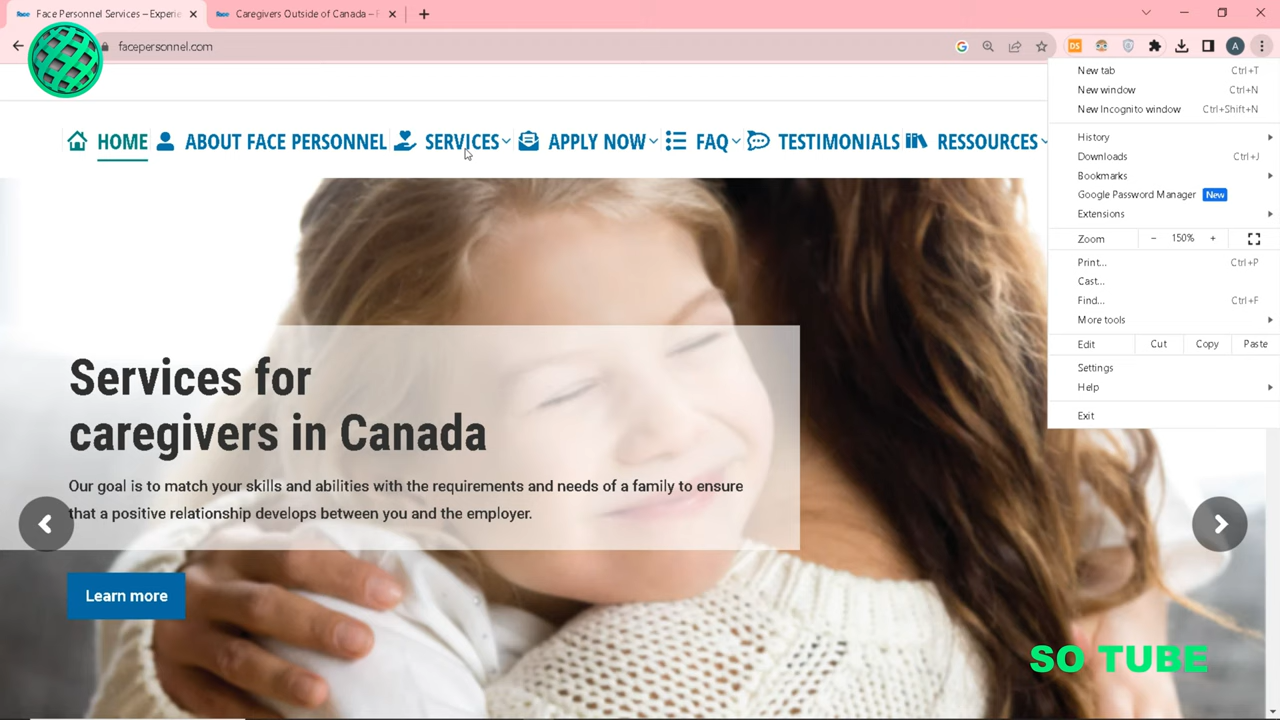 Face Personnel Services – Experie
Caregivers Outside of Canada – F
facepersonnel.com
A
HOME
ABOUT FACE PERSONNEL
SERVICES
APPLY NOW
FAQ
TESTIMONIALS
RESSOURCES
New tab Ctrl+T
New window Ctrl+N
New Incognito window Ctrl+Shift+N
History
Downloads Ctrl+J
Bookmarks
Google Password Manager New
Extensions
Zoom − 150% +
Print... Ctrl+P
Cast...
Find... Ctrl+F
More tools
Edit Cut Copy Paste
Settings
Help
Exit
Services for
caregivers in Canada
Our goal is to match your skills and abilities with the requirements and needs of a family to ensure
that a positive relationship develops between you and the employer.
Learn more
SO TUBE